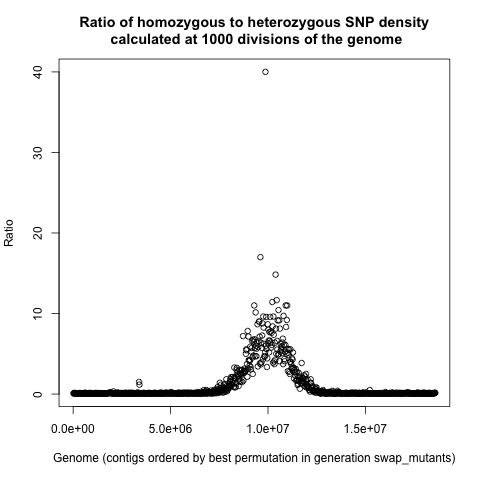 Ratio of homozygous to heterozygous SNP density
calculated at 1000 divisions of the genome
40
30
20
10
0
Ratio
0.0e+00 5.0e+06 1.0e+07 1.5e+07
Genome (contigs ordered by best permutation in generation swap_mutants)